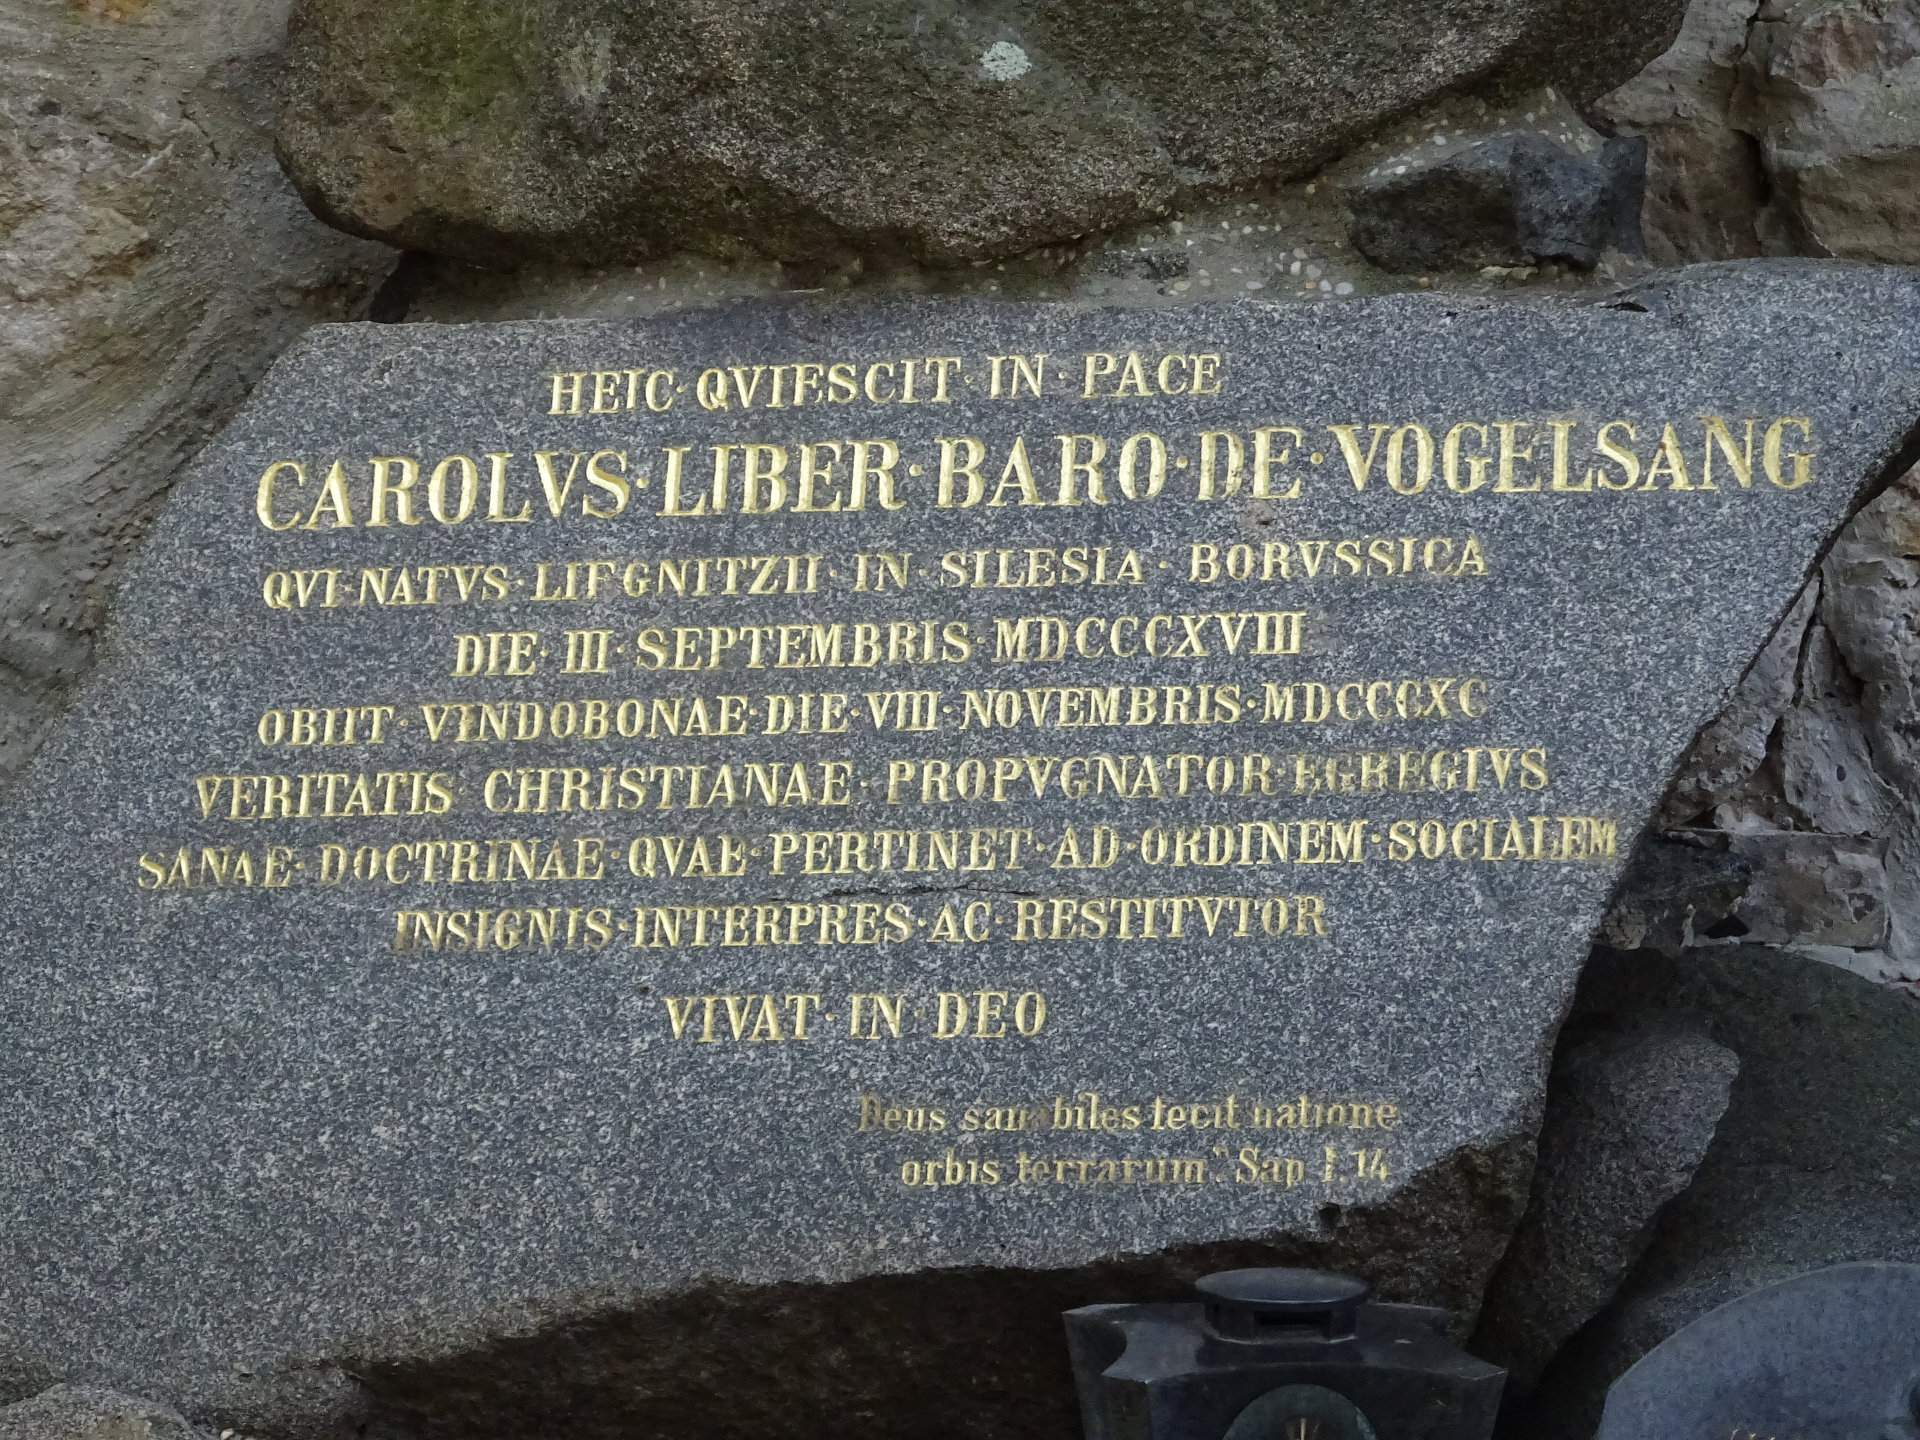 HEIC·QVIESCIT·IN·PACE
CAROLVS·LIBER·BARO·DE·VOGELSANG
QVI·NATVS·LIEGNITZII·IN·SILESIA·BORVSSICA
DIE·III·SEPTEMBRIS·MDCCCXVIII
OBIIT·VINDOBONAE·DIE·VIII·NOVEMBRIS·MDCCCXC
VERITATIS·CHRISTIANAE·PROPVGNATOR·EGREGIVS
SANAE·DOCTRINAE·QVAE·PERTINET·AD·ORDINEM·SOCIALEM
INSIGNIS·INTERPRES·AC·RESTITVTOR
VIVAT·IN·DEO
Deus sanabiles fecit natione
orbis terrarum." Sap I.14